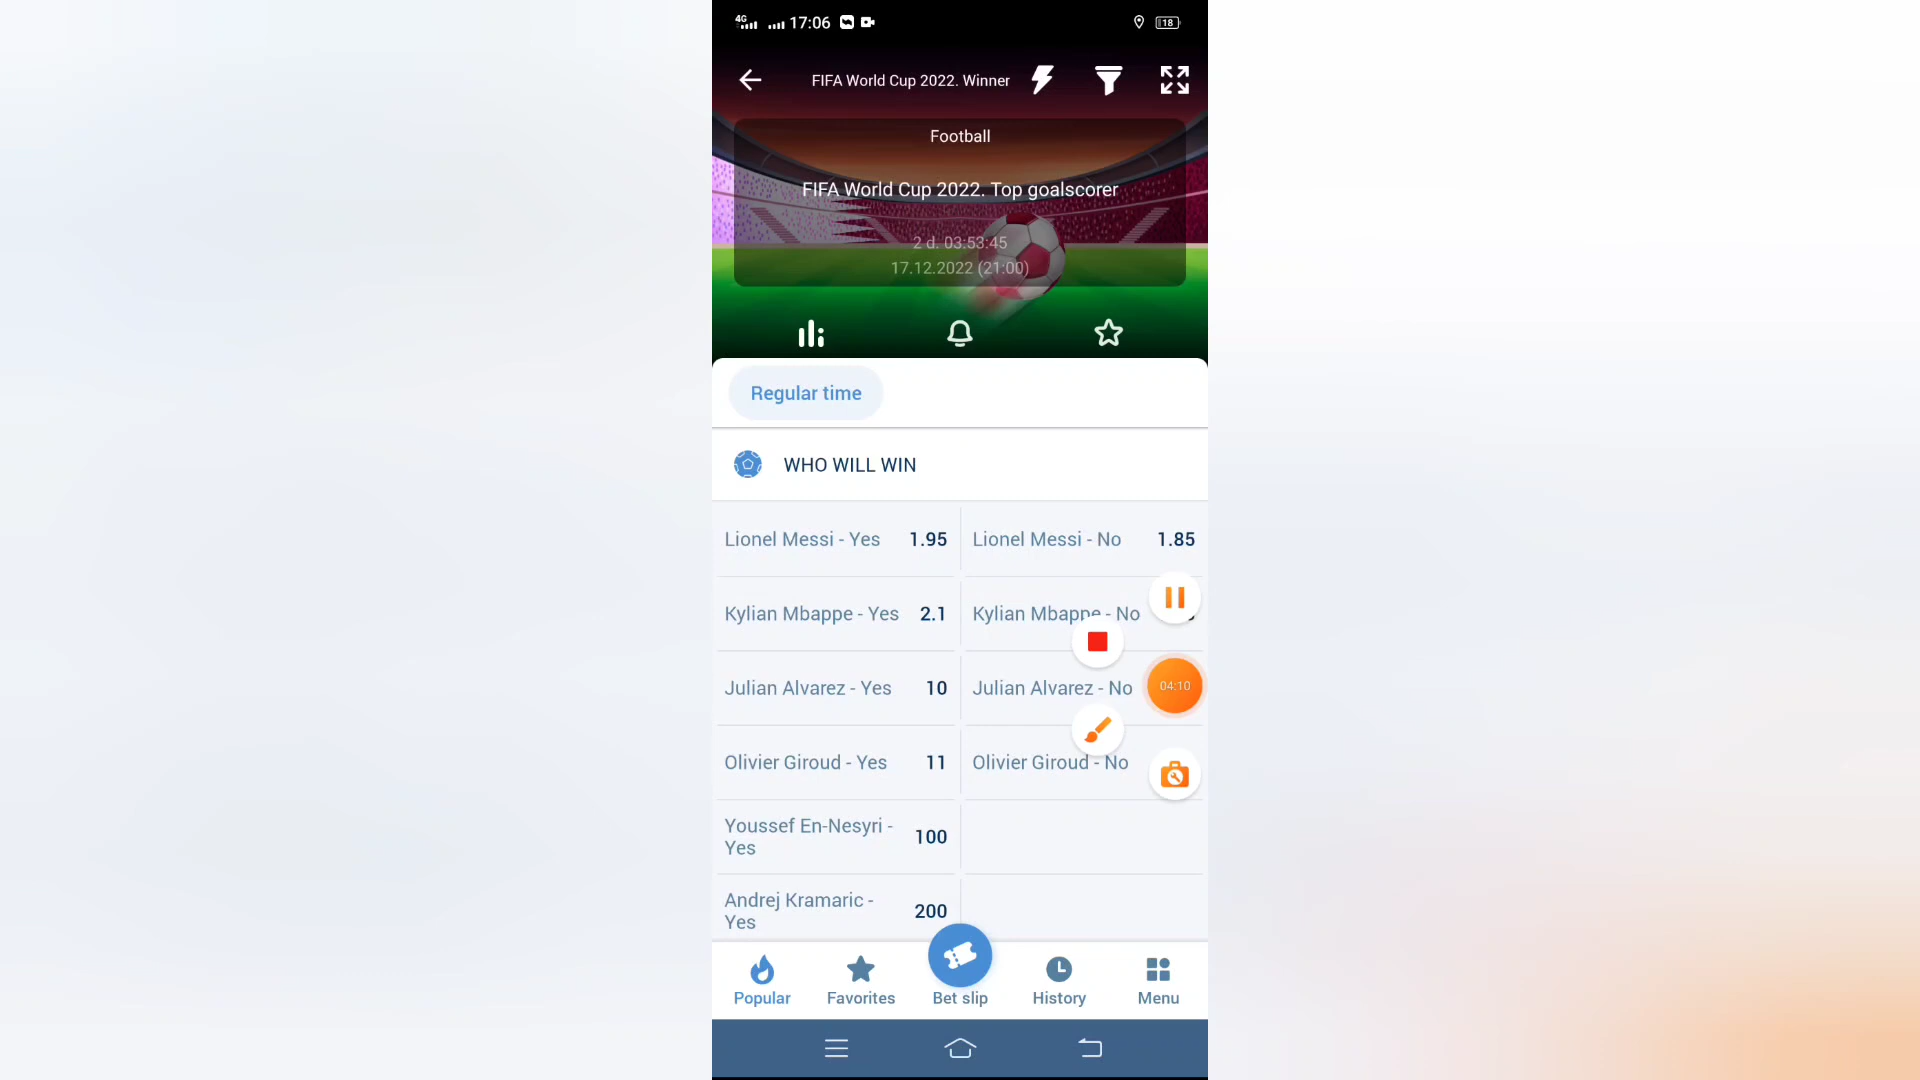 4G 17:06 18
FIFA World Cup 2022. Winner
Football
FIFA World Cup 2022. Top goalscorer
2 d. 03:53:45
17.12.2022 (21:00)
Regular time
WHO WILL WIN
Lionel Messi - Yes 1.95 Lionel Messi - No 1.85
Kylian Mbappe - Yes 2.1 Kylian Mbappe - No
Julian Alvarez - Yes 10 Julian Alvarez - No
04:10
Olivier Giroud - Yes 11 Olivier Giroud - No
Youssef En-Nesyri -
Yes 100
Andrej Kramaric -
Yes 200
Popular Favorites Bet slip History Menu